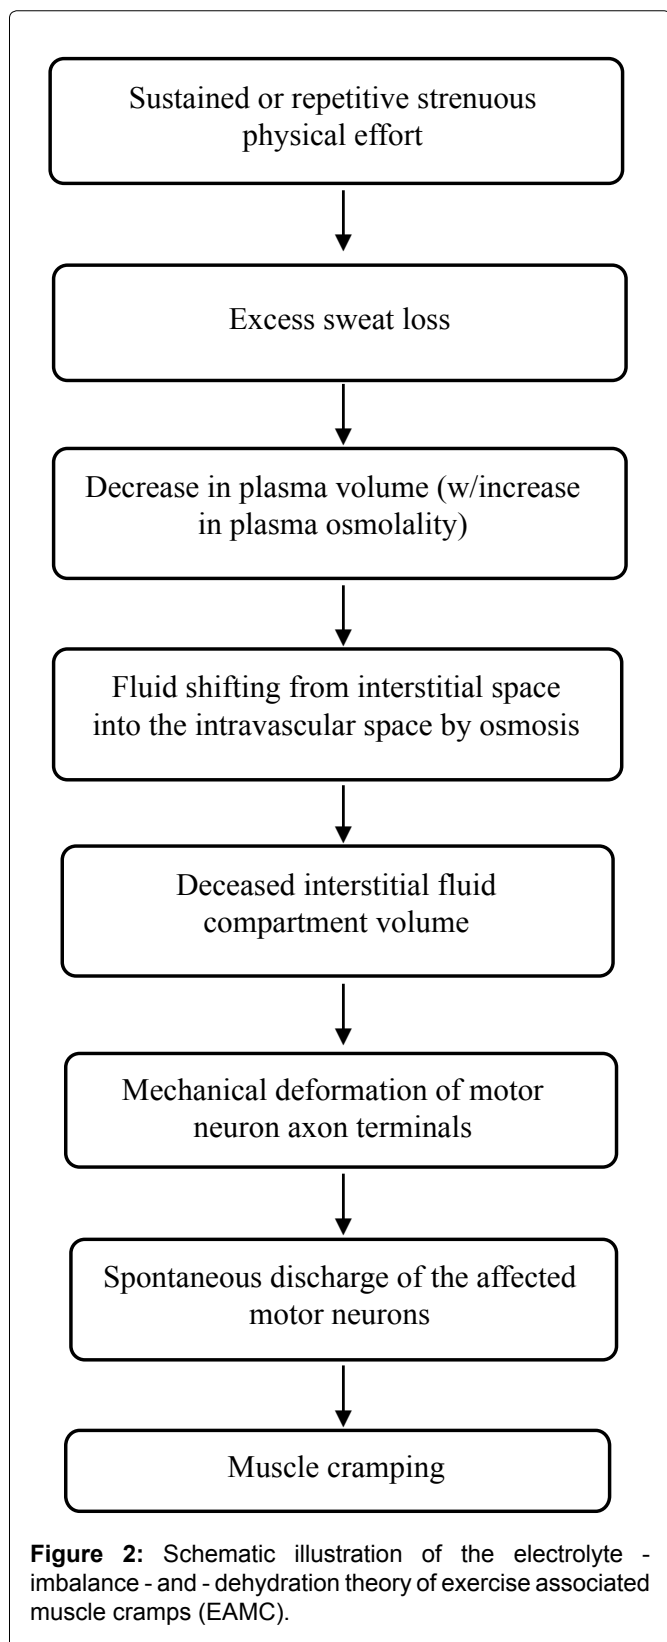 Sustained or repetitive strenuous
physical effort
Excess sweat loss
Decrease in plasma volume (w/increase
in plasma osmolality)
Fluid shifting from interstitial space
into the intravascular space by osmosis
Deceased interstitial fluid
compartment volume
Mechanical deformation of motor
neuron axon terminals
Spontaneous discharge of the affected
motor neurons
Muscle cramping
Figure 2: Schematic illustration of the electrolyte -
imbalance - and - dehydration theory of exercise associated
muscle cramps (EAMC).